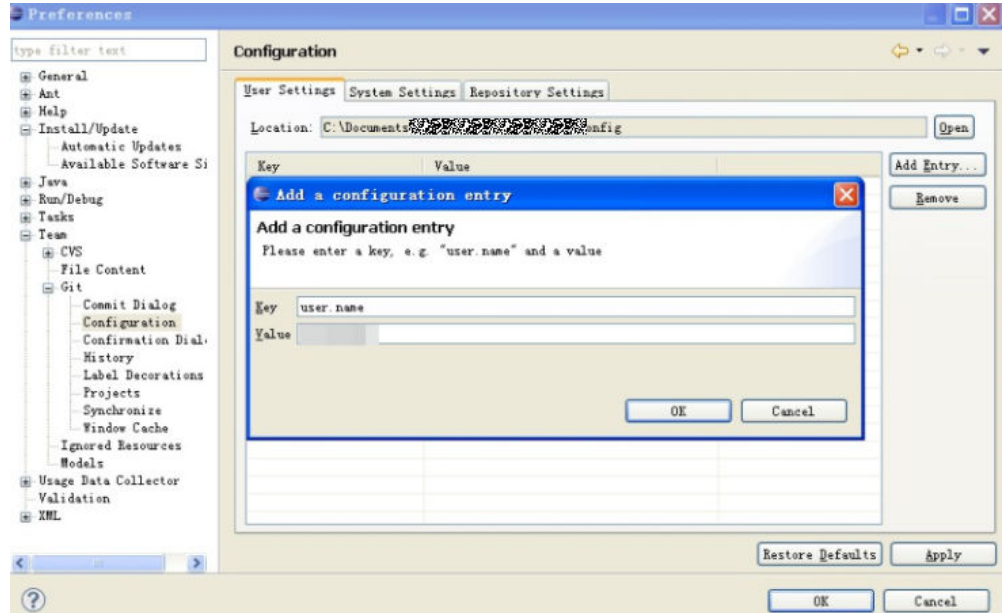 Preferences
type filter text
General
Ant
Help
Install/Update
Automatic Updates
Available Software Si
Java
Run/Debug
Tasks
Team
CVS
File Content
Git
Commit Dialog
Configuration
Confirmation Dial
History
Label Decorations
Projects
Synchronize
Window Cache
Ignored Resources
Models
Usage Data Collector
Validation
XML
Configuration
User Settings System Settings Repository Settings
Location: C:\Documents onfig Open
Key Value Add Entry...
Remove
Add a configuration entry
Add a configuration entry
Please enter a key, e.g. "user.name" and a value
Key user.name
Value
OK Cancel
Restore Defaults Apply
OK Cancel